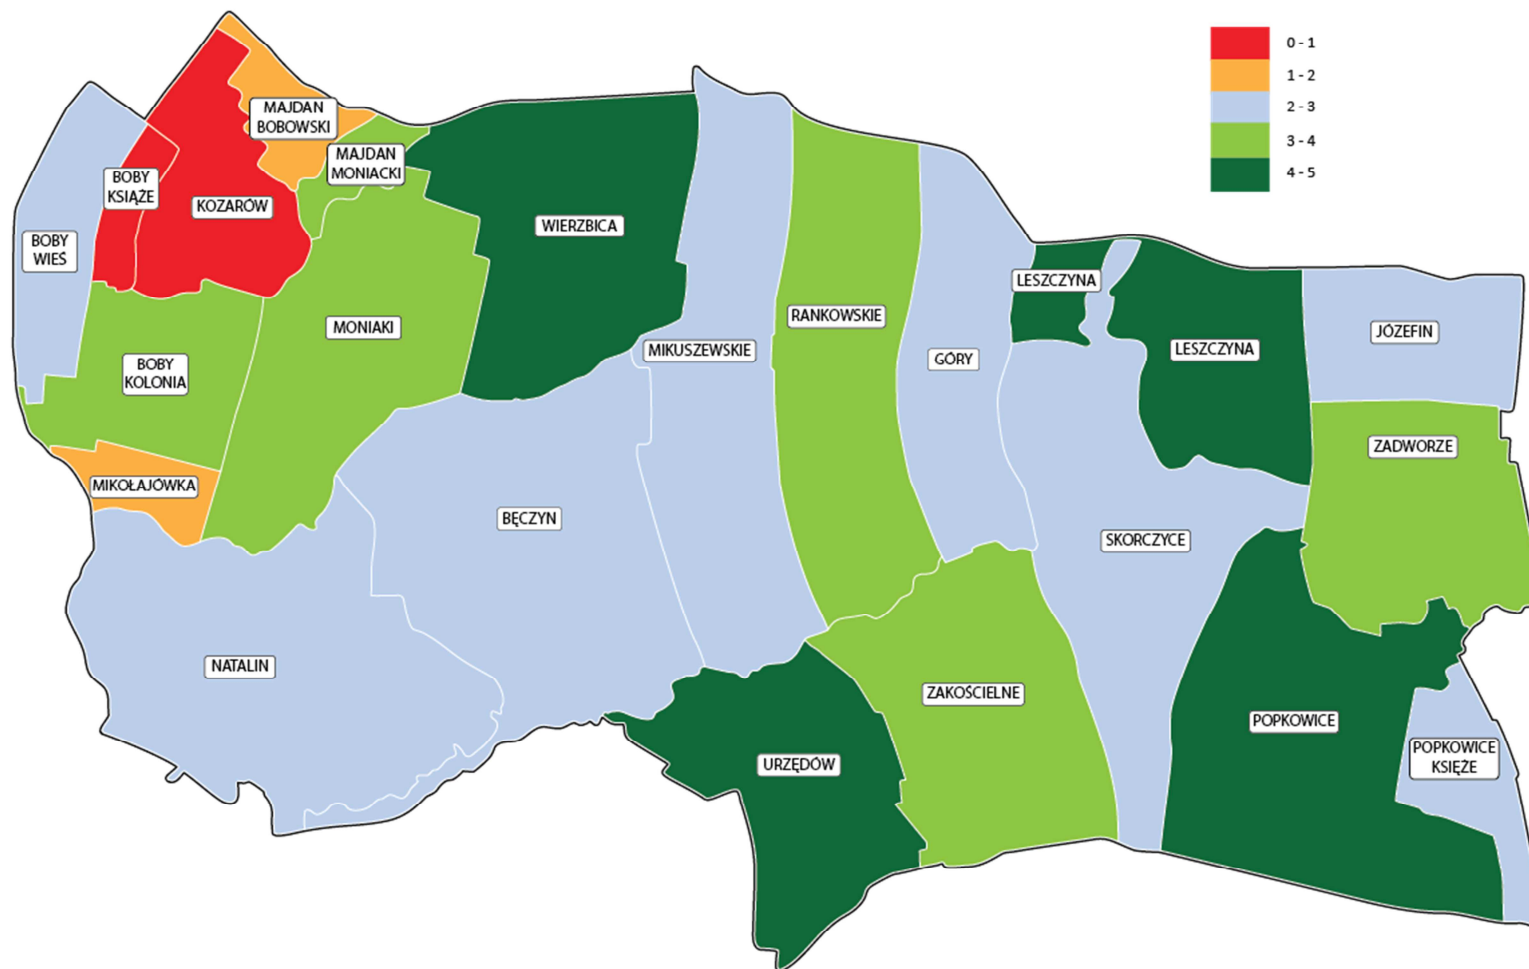 0 - 1
1 - 2
2 - 3
3 - 4
4 - 5
MAJDAN
BOBOWSKI
MAJDAN
MONIACKI
BOBY
KSIĄŻE
KOZARÓW
BOBY
WIEŚ
WIERZBICA
LESZCZYNA
RANKOWSKIE
MONIAKI
JÓZEFIN
MIKUSZEWSKIE
LESZCZYNA
GÓRY
BOBY
KOLONIA
ZADWORZE
MIKOŁAJÓWKA
BĘCZYN
SKORCZYCE
NATALIN
ZAKOŚCIELNE
POPKOWICE
URZĘDÓW
POPKOWICE
KSIĘŻE